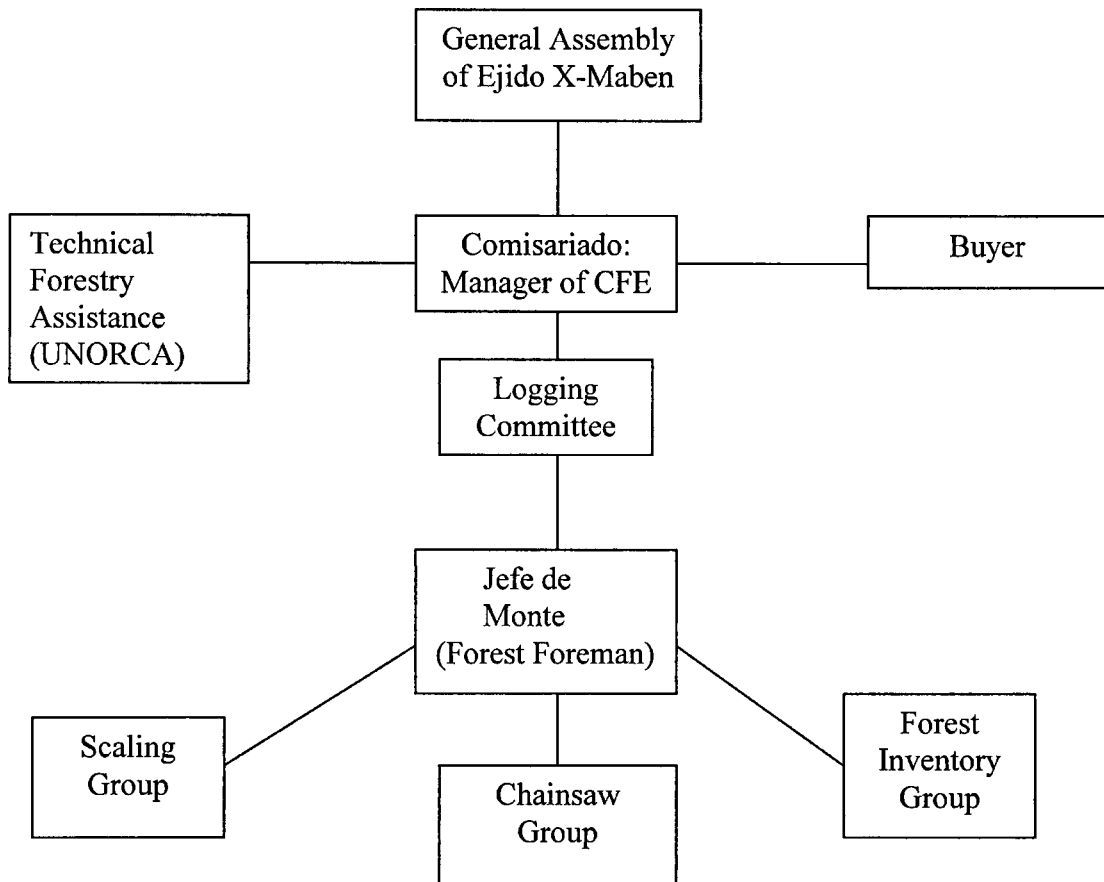 General Assembly
of Ejido X-Maben
Technical
Forestry
Assistance
(UNORCA)
Comisariado:
Manager of CFE
Buyer
Logging
Committee
Jefe de
Monte
(Forest Foreman)
Scaling
Group
Chainsaw
Group
Forest
Inventory
Group